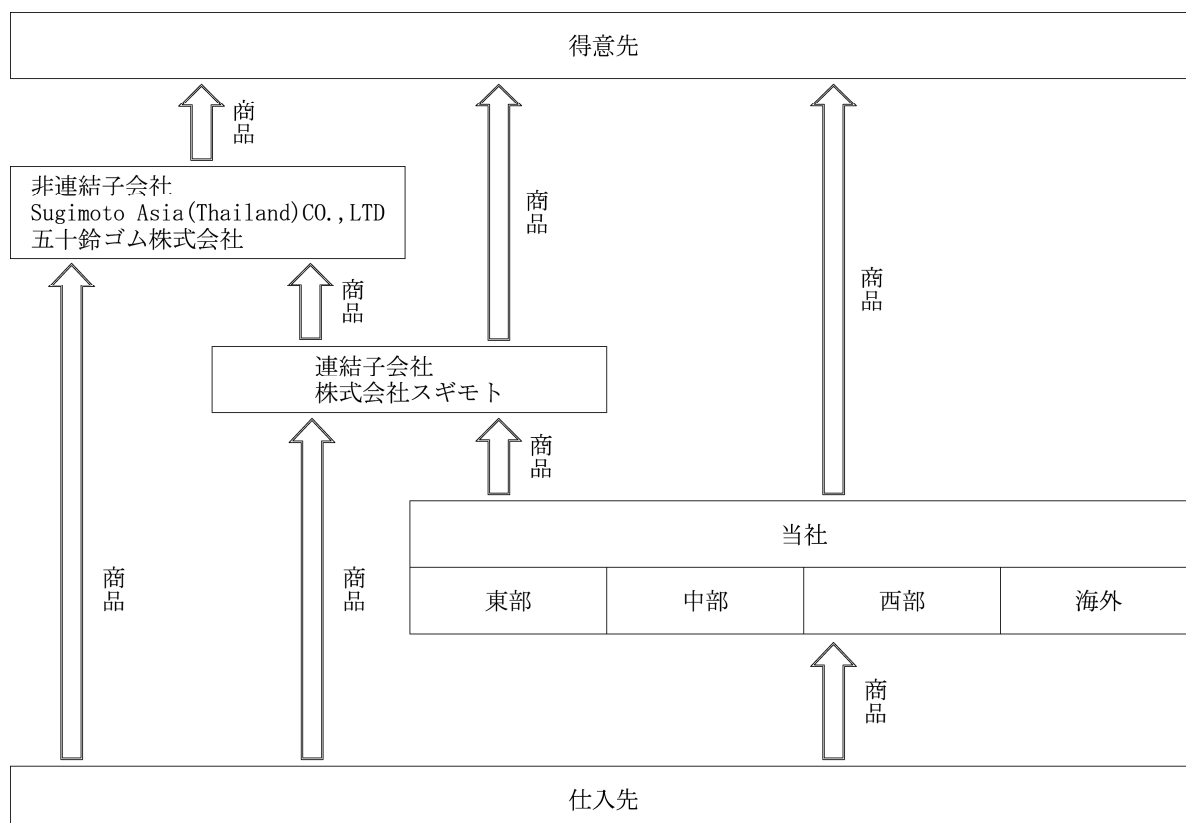 得意先
商品
非連結子会社
Sugimoto Asia(Thailand)CO.,LTD
五十鈴ゴム株式会社
商品
商品
商品
連結子会社
株式会社スギモト
商品
当社
東部
中部
西部
海外
商品
商品
商品
仕入先